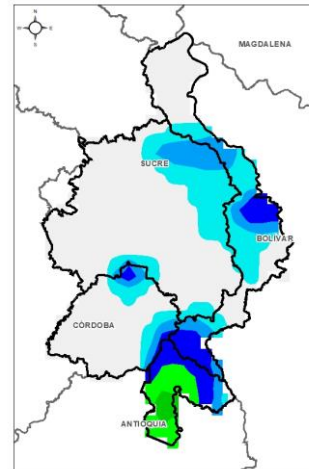 N
W E
S
MAGDALENA
SUCRE
BOLIVAR
CÓRDOBA
ANTIOQUIA